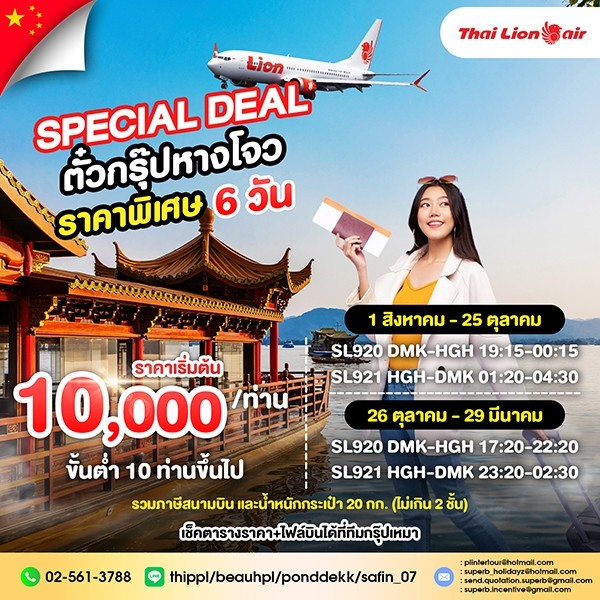 Thai Lion air
Lion
SPECIAL DEAL
ตั๋วกรุ๊ปหางโจว
ราคาพิเศษ 6 วัน
1 สิงหาคม - 25 ตุลาคม
SL920 DMK-HGH 19:15-00:15
SL921 HGH-DMK 01:20-04:30
ราคาเริ่มต้น
10,000/ท่าน
ขั้นต่ำ 10 ท่านขึ้นไป
26 ตุลาคม - 29 มีนาคม
SL920 DMK-HGH 17:20-22:20
SL921 HGH-DMK 23:20-02:30
รวมภาษีสนามบิน และน้ำหนักกระเป๋า 20 กก. (ไม่เกิน 2 ชั้น)
เช็คตารางราคา+ไฟล์บินได้ที่ทีมกรุ๊ปเหมา
02-561-3788
thippl/beauhpl/ponddekk/safin_07
: plintertour@hotmail.com
: superb_holidayz@hotmail.com
: send.quotation.superb@gmail.com
: superb.incentive@gmail.com